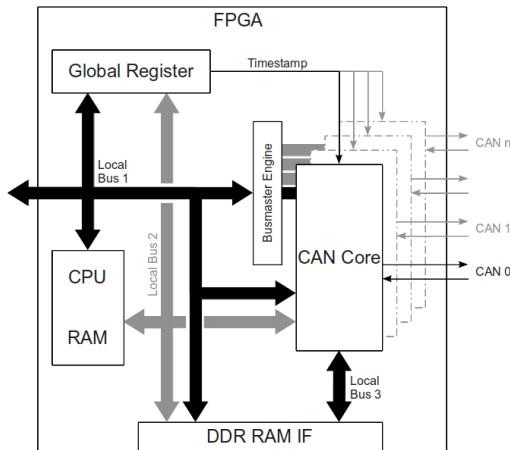 FPGA
Global Register
Timestamp
CAN n
Local
Bus 1
Busmaster Engine
Local Bus 2
CAN 1
CPU
CAN Core
CAN 0
RAM
Local
Bus 3
DDR RAM IF